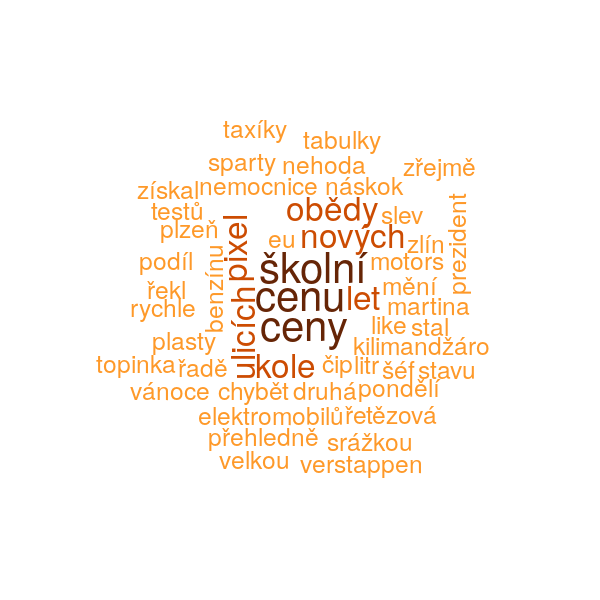 taxíky
tabulky
sparty
nehoda
zřejmě
získal
nemocnice
náskok
testů
obědy
slev
prezident
plzeň
pixel
eu
nových
zlín
podíl
benzínu
školní
motors
řekl
cenu
let
mění
rychle
ulicích
martina
plasty
ceny
like
stal
kilimandžáro
topinka
řadě
kole
čip
litr
šéf
stavu
vánoce
chybět
druhá
pondělí
elektromobilů
řetězová
přehledně
srážkou
velkou
verstappen